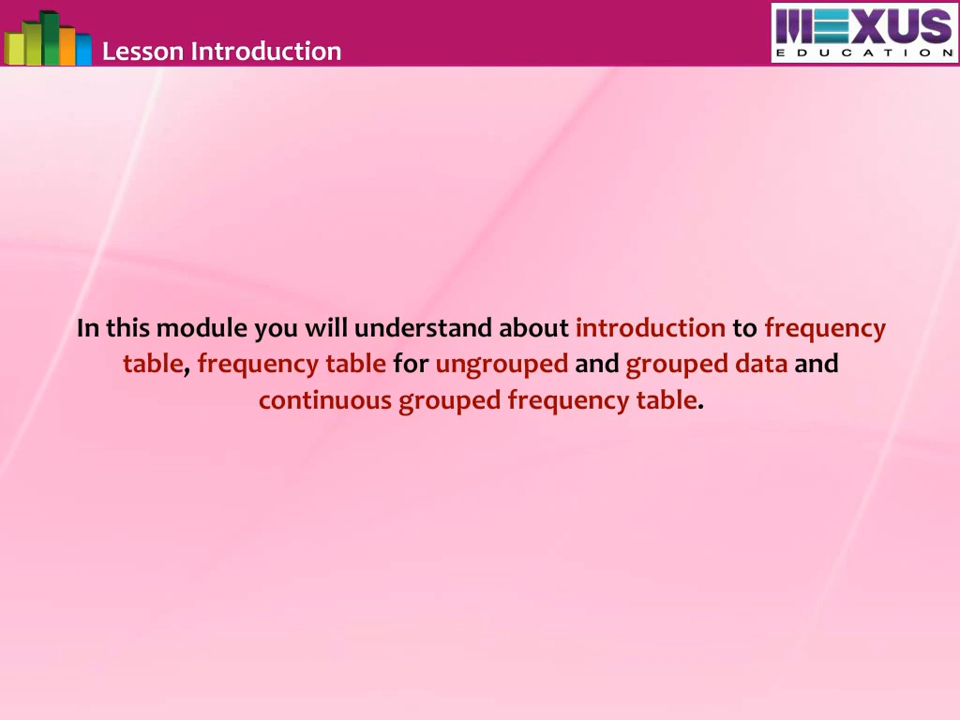 Lesson Introduction
MEXUS
EDUCATION
In this module you will understand about introduction to frequency
table, frequency table for ungrouped and grouped data and
continuous grouped frequency table.